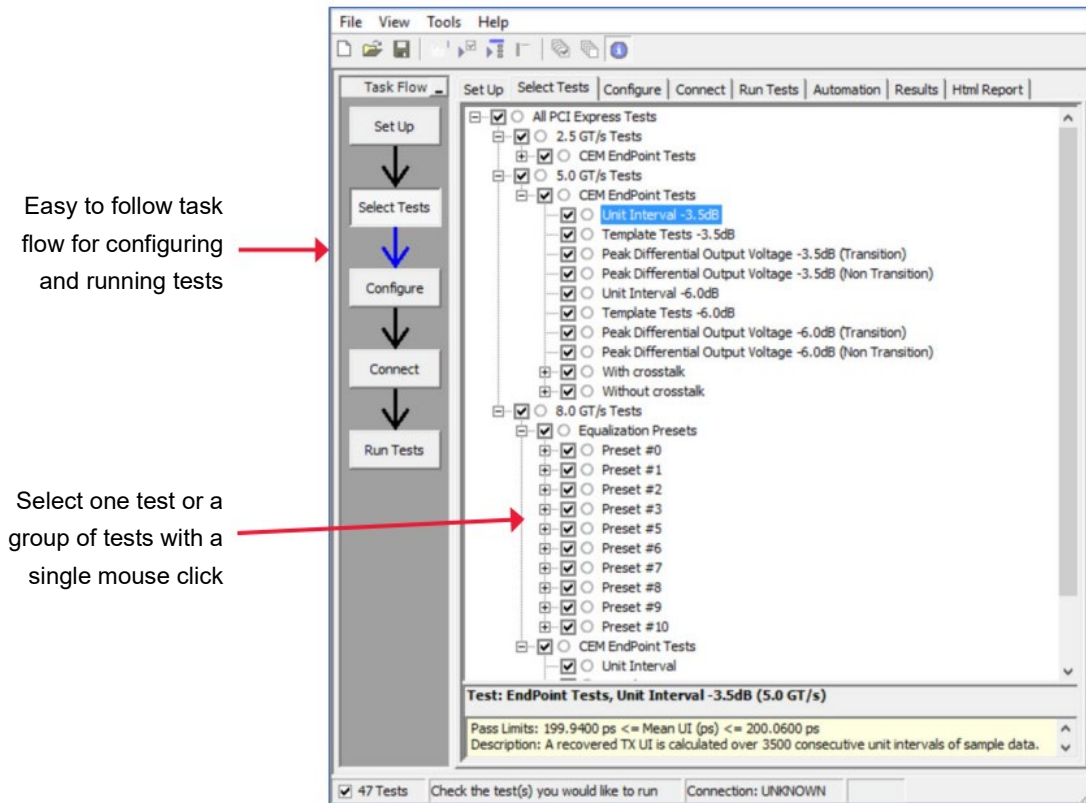 File View Tools Help
Task Flow
Set Up
Select Tests
Configure
Connect
Run Tests
Set Up Select Tests Configure Connect Run Tests Automation Results Html Report
All PCI Express Tests
2.5 GT/s Tests
CEM EndPoint Tests
5.0 GT/s Tests
CEM EndPoint Tests
Unit Interval -3.5dB
Template Tests -3.5dB
Peak Differential Output Voltage -3.5dB (Transition)
Peak Differential Output Voltage -3.5dB (Non Transition)
Unit Interval -6.0dB
Template Tests -6.0dB
Peak Differential Output Voltage -6.0dB (Transition)
Peak Differential Output Voltage -6.0dB (Non Transition)
With crosstalk
Without crosstalk
8.0 GT/s Tests
Equalization Presets
Preset #0
Preset #1
Preset #2
Preset #3
Preset #5
Preset #6
Preset #7
Preset #8
Preset #9
Preset #10
CEM EndPoint Tests
Unit Interval
Test: EndPoint Tests, Unit Interval -3.5dB (5.0 GT/s)
Pass Limits: 199.9400 ps <= Mean UI (ps) <= 200.0600 ps
Description: A recovered TX UI is calculated over 3500 consecutive unit intervals of sample data.
47 Tests Check the test(s) you would like to run Connection: UNKNOWN
Easy to follow task
flow for configuring
and running tests
Select one test or a
group of tests with a
single mouse click